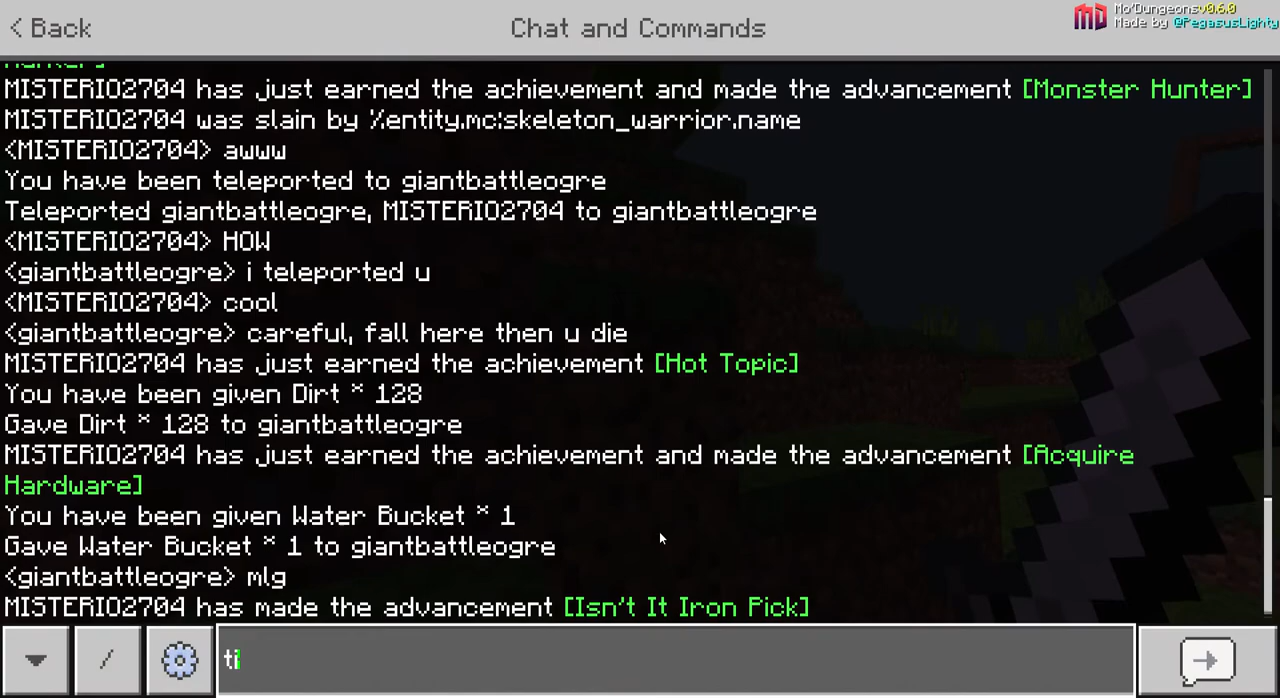 < Back
Chat and Commands
MD
Mo'Dungeons v0.6.0
Made by @PegasusLighty
MISTERIO2704 has just earned the achievement and made the advancement [Monster Hunter]
MISTERIO2704 was slain by %entity.mc:skeleton_warrior.name
<MISTERIO2704> awww
You have been teleported to giantbattleogre
Teleported giantbattleogre, MISTERIO2704 to giantbattleogre
<MISTERIO2704> HOW
<giantbattleogre> i teleported u
<MISTERIO2704> cool
<giantbattleogre> careful, fall here then u die
MISTERIO2704 has just earned the achievement [Hot Topic]
You have been given Dirt * 128
Gave Dirt * 128 to giantbattleogre
MISTERIO2704 has just earned the achievement and made the advancement [Acquire
Hardware]
You have been given Water Bucket * 1
Gave Water Bucket * 1 to giantbattleogre
<giantbattleogre> mlg
MISTERIO2704 has made the advancement [Isn't It Iron Pick]
/
ti